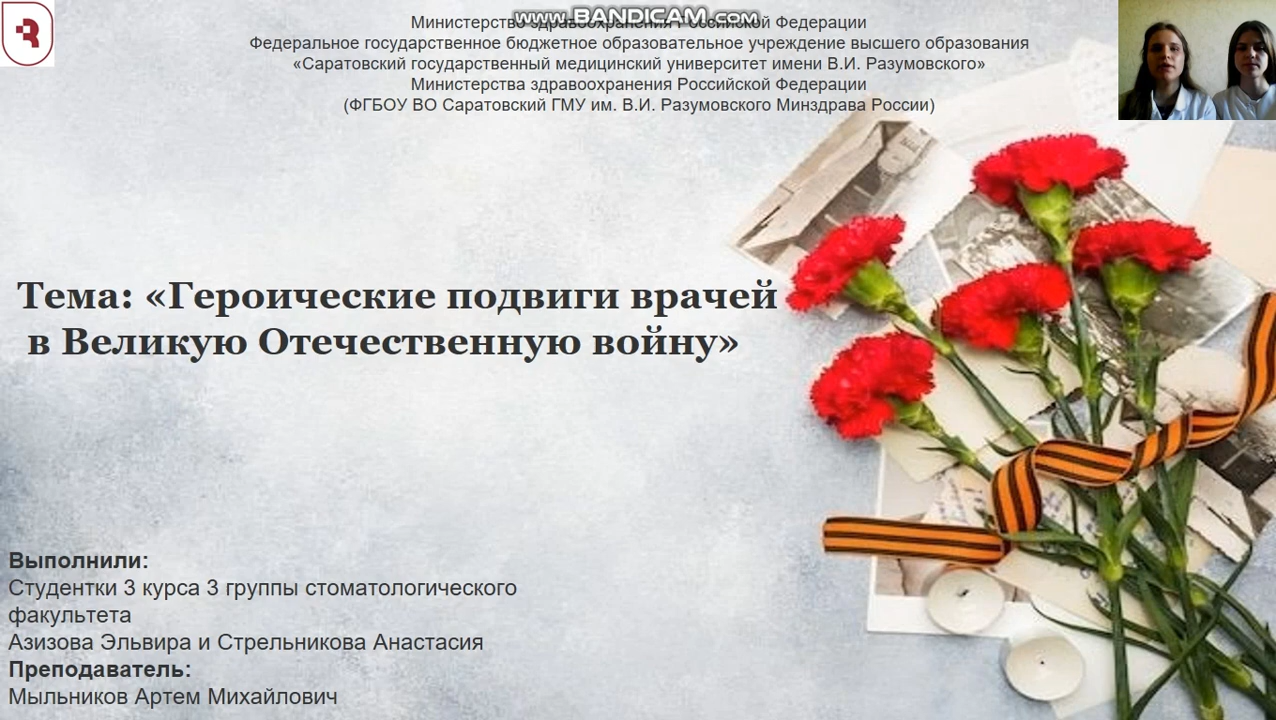 www.BANDICAM.com
Министерство здравоохранения Российской Федерации
Федеральное государственное бюджетное образовательное учреждение высшего образования
«Саратовский государственный медицинский университет имени В.И. Разумовского»
Министерства здравоохранения Российской Федерации
(ФГБОУ ВО Саратовский ГМУ им. В.И. Разумовского Минздрава России)
Тема: «Героические подвиги врачей
в Великую Отечественную войну»
Выполнили:
Студентки 3 курса 3 группы стоматологического
факультета
Азизова Эльвира и Стрельникова Анастасия
Преподаватель:
Мыльников Артем Михайлович